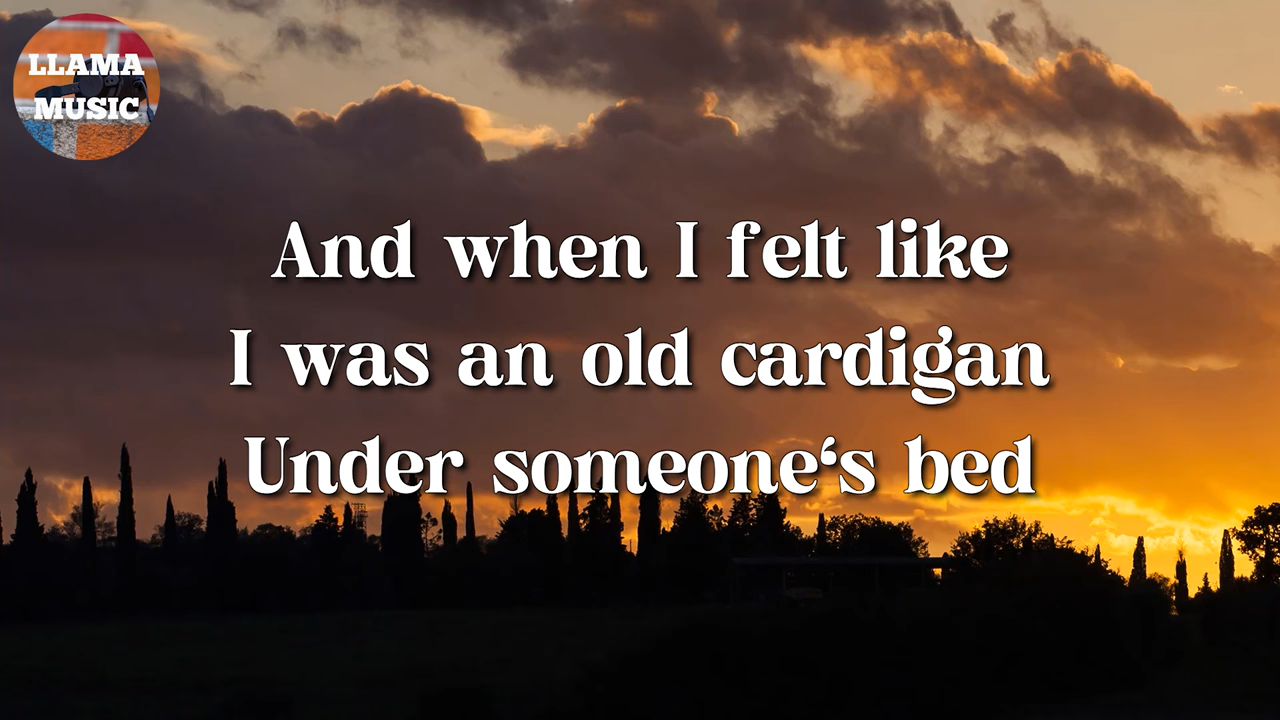 LLAMA
MUSIC
And when I felt like
I was an old cardigan
Under someone‘s bed